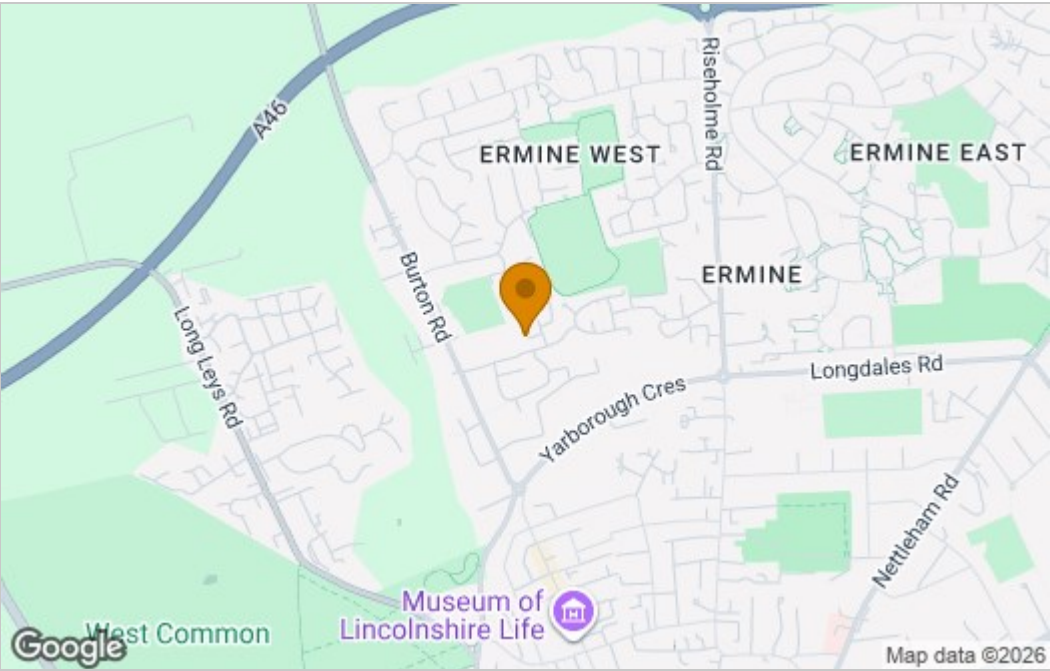 A46
Riseholme Rd
ERMINE WEST
ERMINE EAST
Burton Rd
ERMINE
Long Leys Rd
Longdales Rd
Yarborough Cres
Nettleham Rd
Museum of
Lincolnshire Life
West Common
Google
Map data ©2026